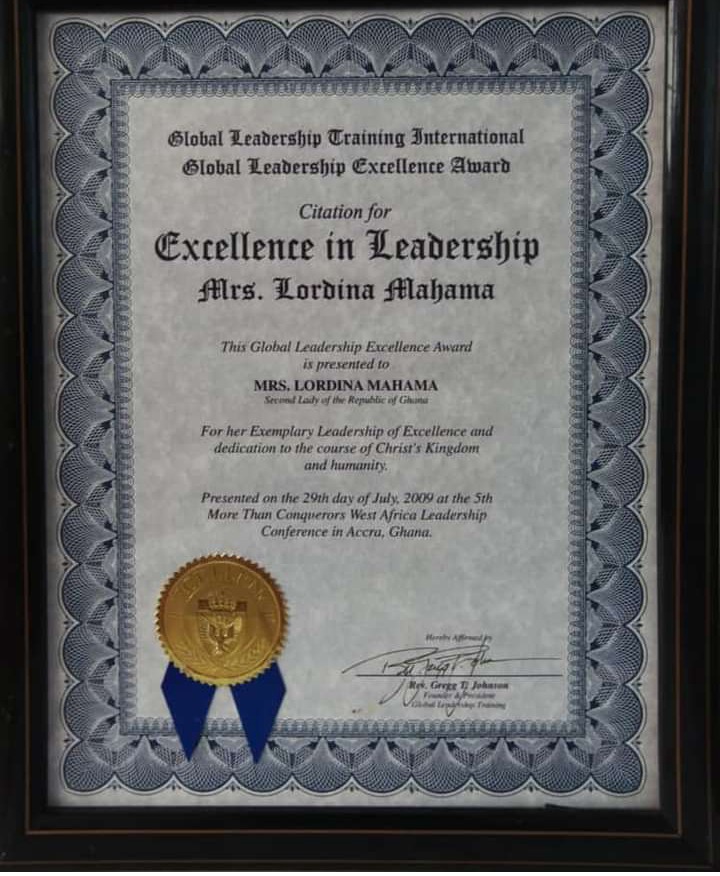 Global Leadership Training International
Global Leadership Excellence Award
Citation for
Excellence in Leadership
Mrs. Lordina Mahama
This Global Leadership Excellence Award
is presented to
MRS. LORDINA MAHAMA
Second Lady of the Republic of Ghana
For her Exemplary Leadership of Excellence and
dedication to the course of Christ's Kingdom
and humanity.
Presented on the 29th day of July, 2009 at the 5th
More Than Conquerors West Africa Leadership
Conference in Accra, Ghana.
Hereby Affirmed by
Rev. Gregg T. Johnson
Founder & President
Global Leadership Training